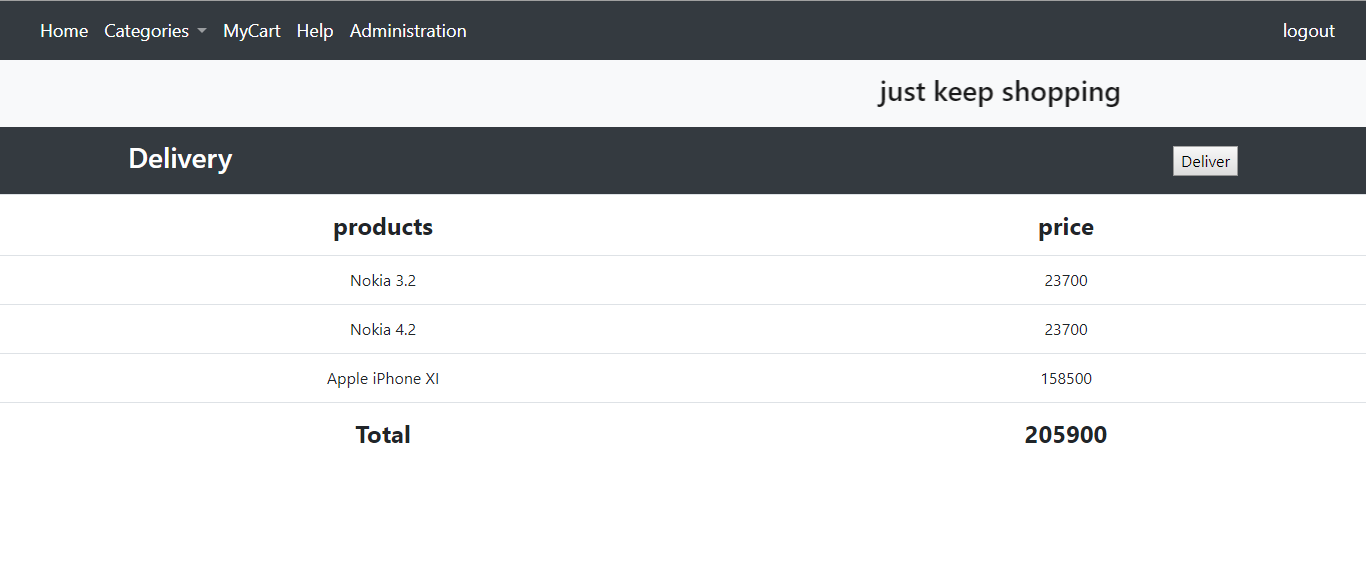 Home Categories MyCart Help Administration logout
just keep shopping
Delivery Deliver
products price
Nokia 3.2 23700
Nokia 4.2 23700
Apple iPhone XI 158500
Total 205900